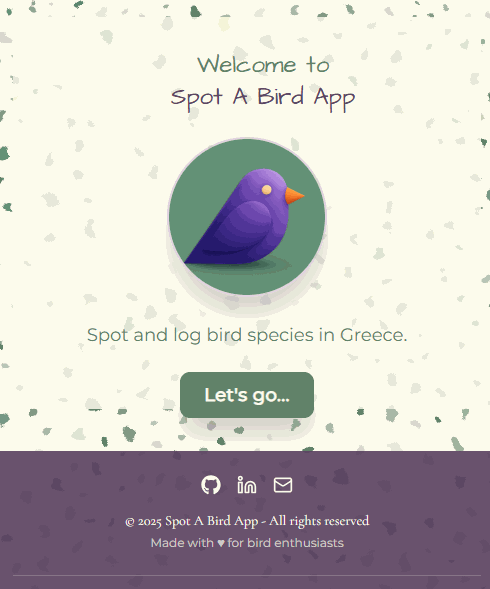 Welcome to
Spot A Bird App
Spot and log bird species in Greece.
Let's go...
© 2025 Spot A Bird App - All rights reserved
Made with ♥ for bird enthusiasts